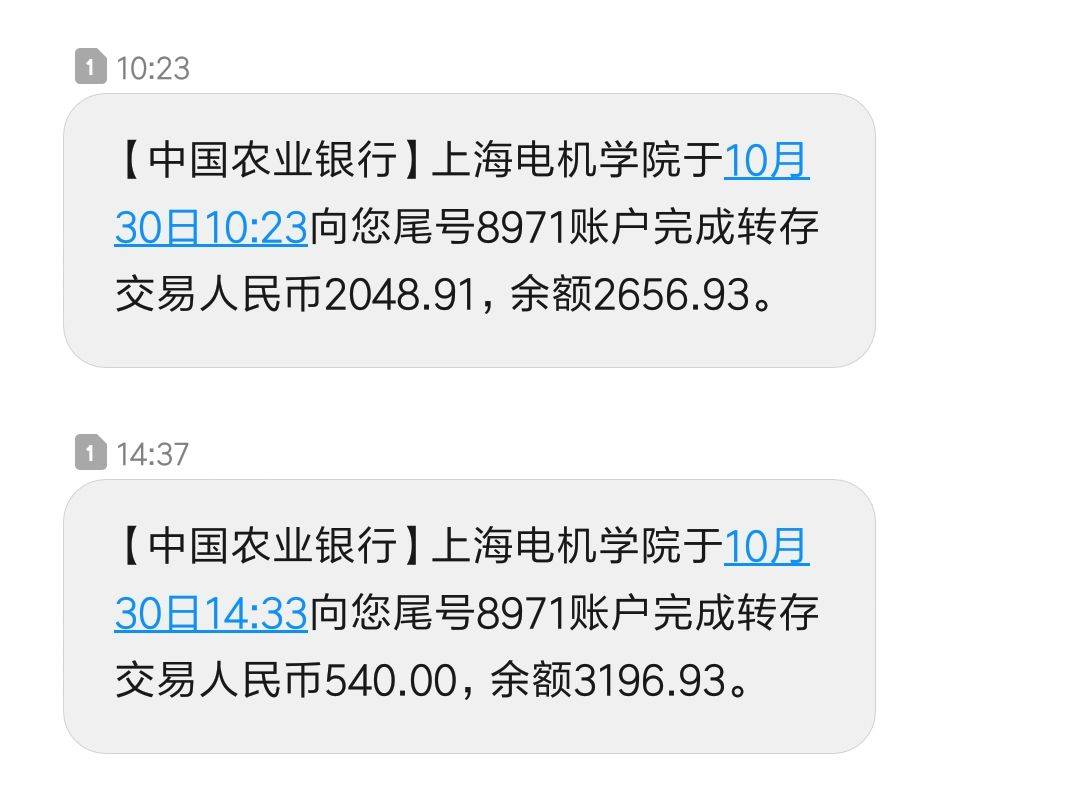 1 10:23
【中国农业银行】上海电机学院于10月
30日10:23向您尾号8971账户完成转存
交易人民币2048.91，余额2656.93。
1 14:37
【中国农业银行】上海电机学院于10月
30日14:33向您尾号8971账户完成转存
交易人民币540.00，余额3196.93。